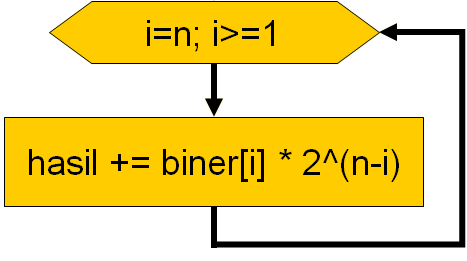 i=n; i>=1
hasil += biner[i] * 2^(n-i)